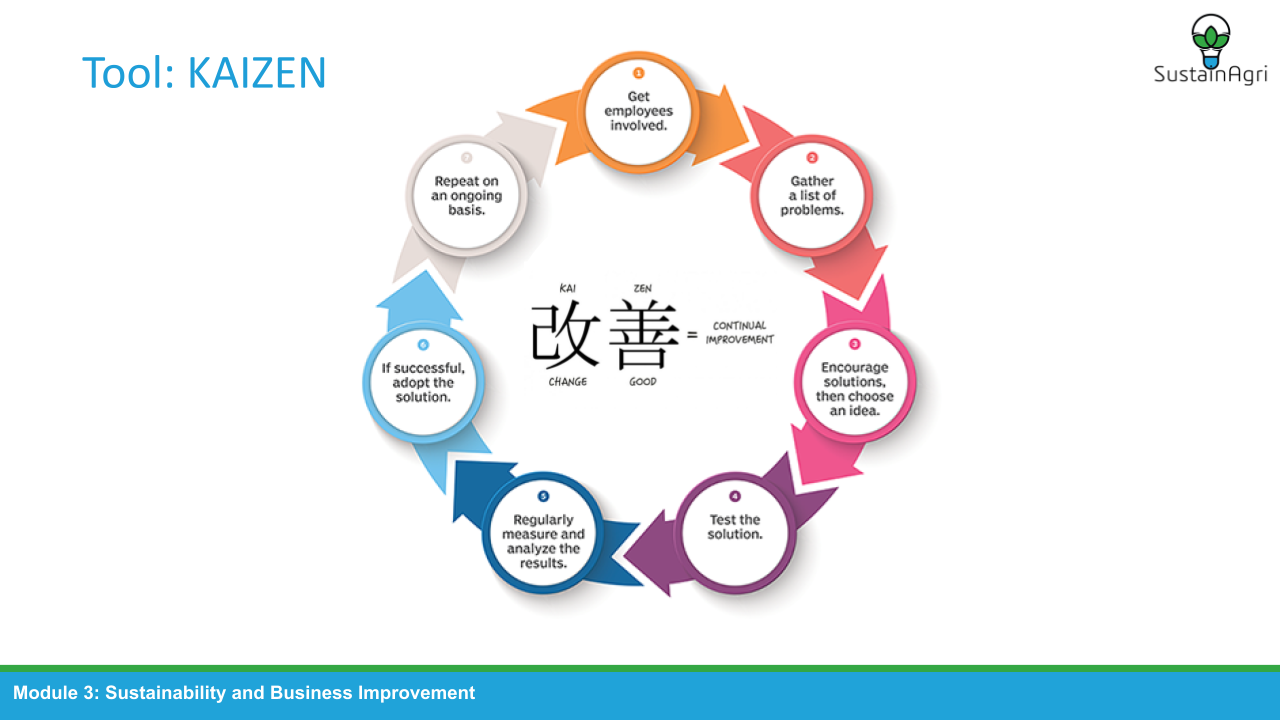 Tool: KAIZEN
SustainAgri
1
Get
employees
involved.
2
Gather
a list of
problems.
3
Encourage
solutions,
then choose
an idea.
4
Test the
solution.
5
Regularly
measure and
analyze the
results.
6
If successful,
adopt the
solution.
7
Repeat on
an ongoing
basis.
KAI ZEN
改善 = CONTINUAL
IMPROVEMENT
CHANGE GOOD
Module 3: Sustainability and Business Improvement